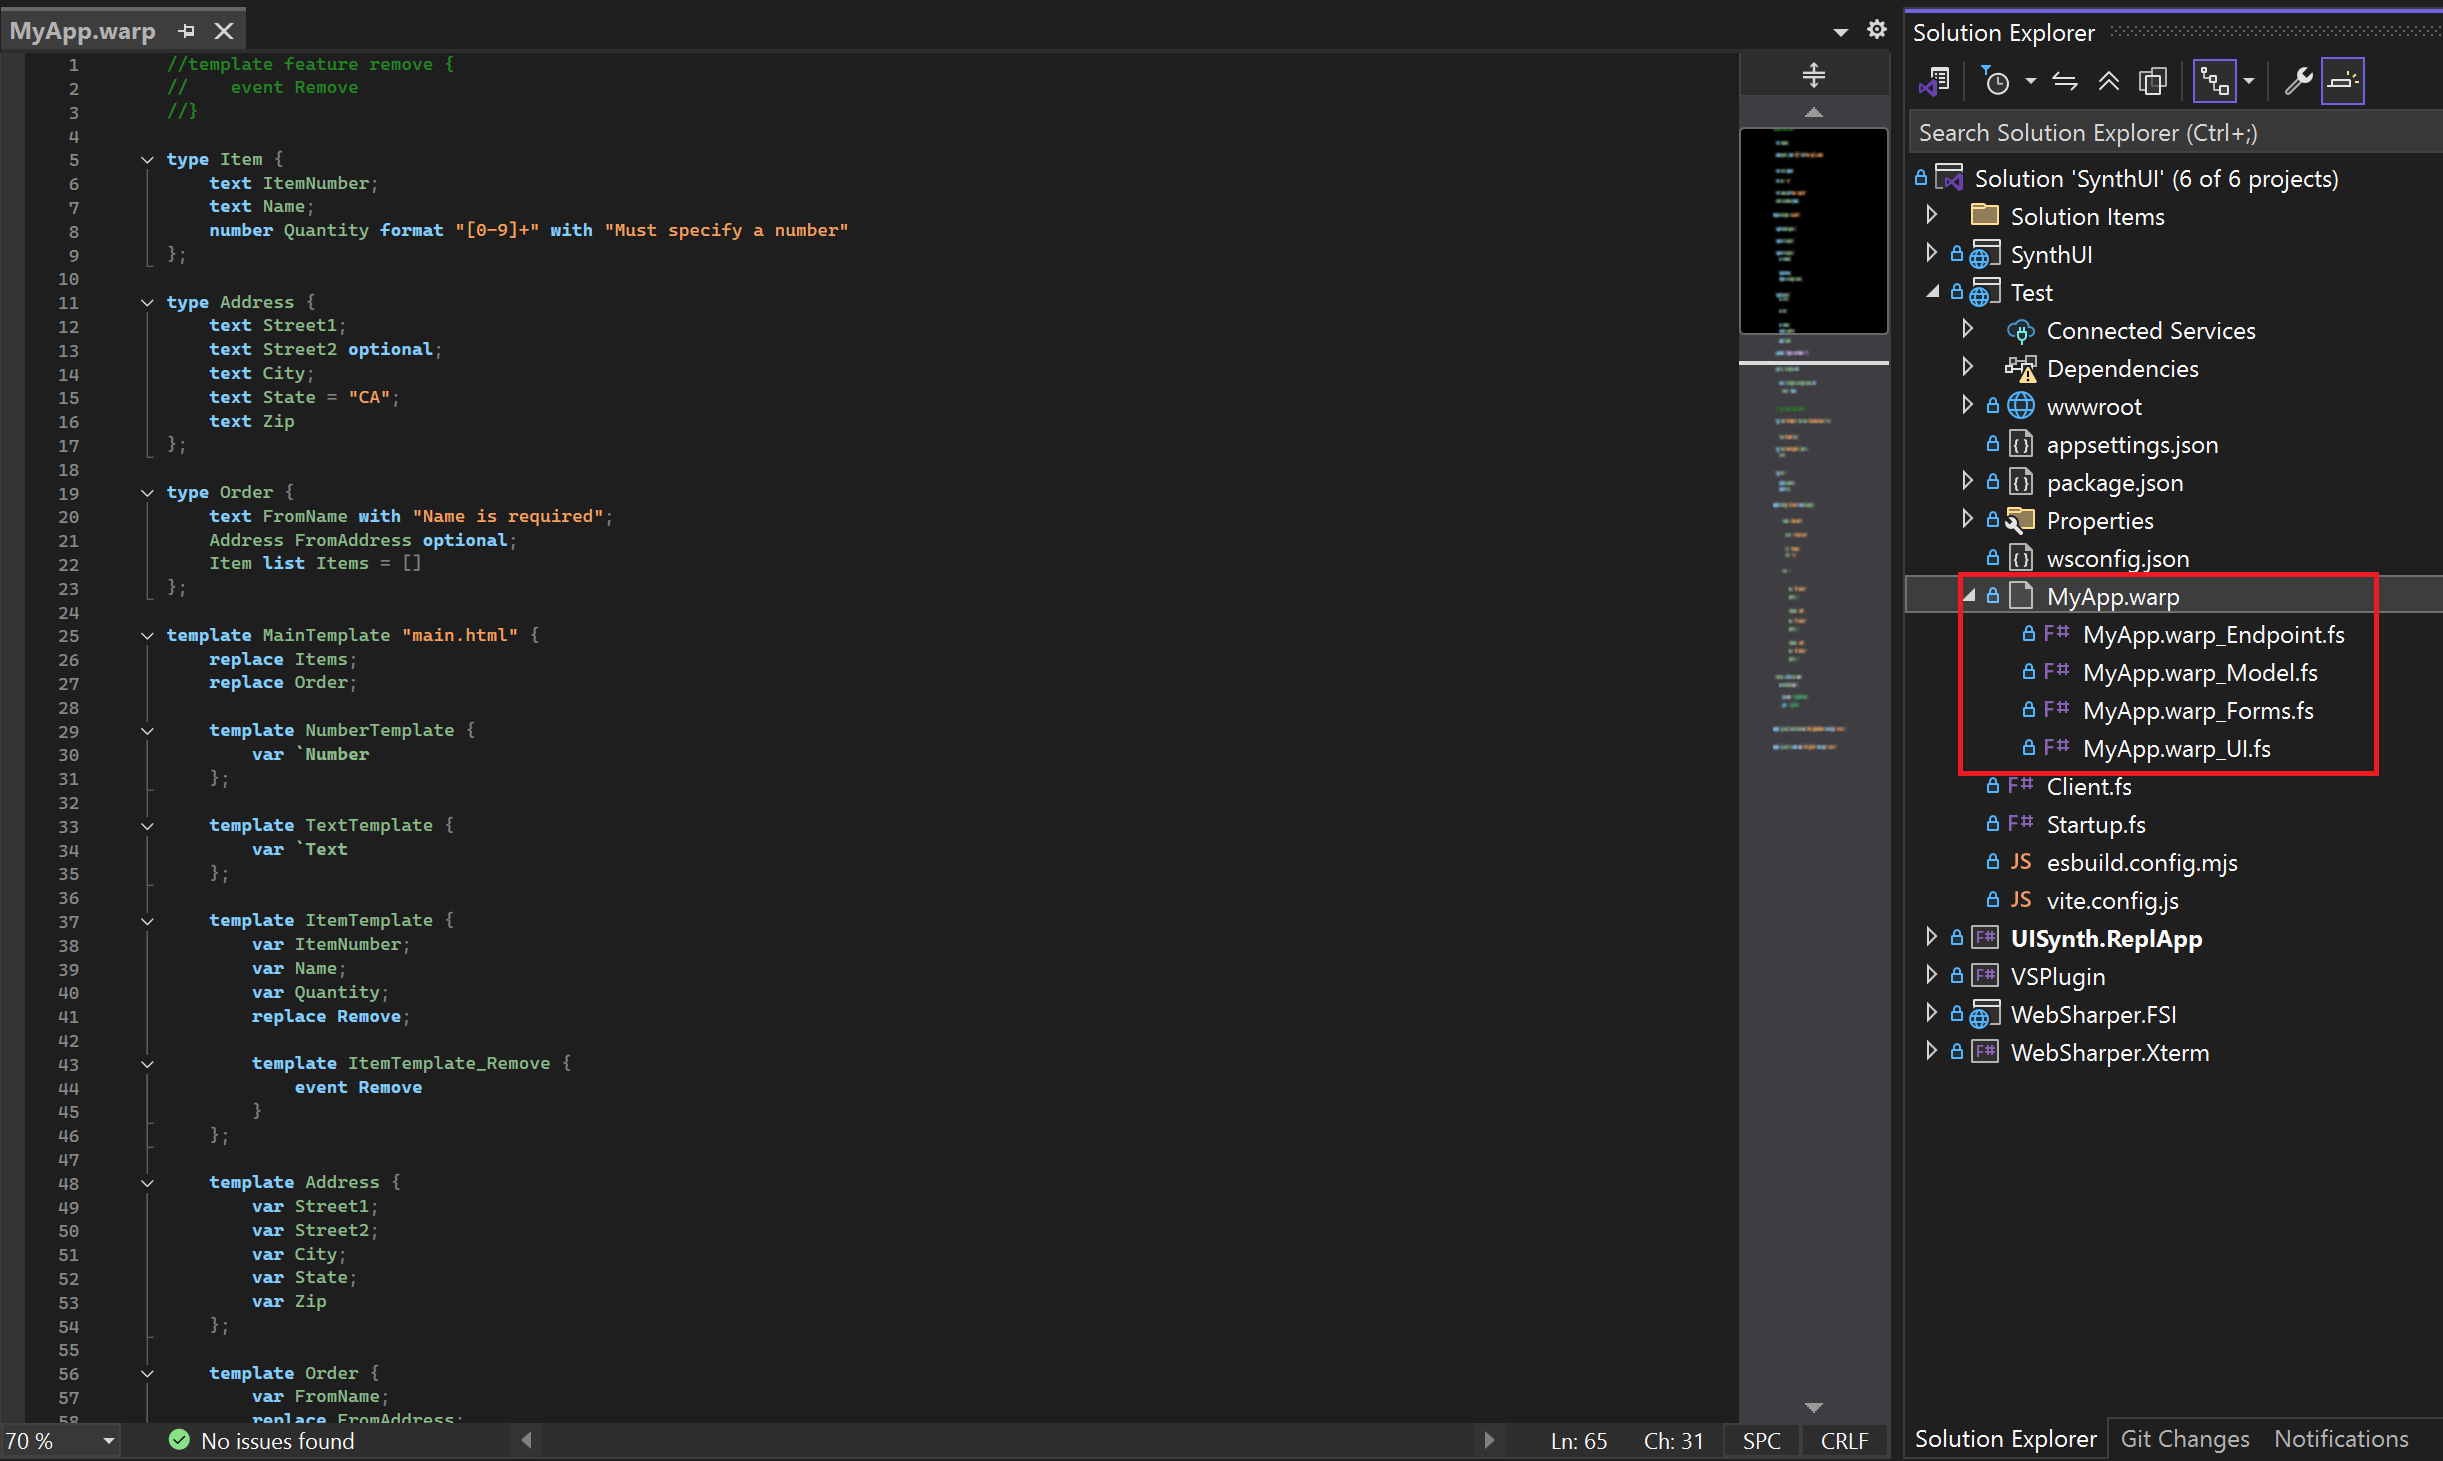 MyApp.warp
1 //template feature remove {
2 //    event Remove
3 //}
4
5 type Item {
6     text ItemNumber;
7     text Name;
8     number Quantity format "[0-9]+" with "Must specify a number"
9 };
10
11 type Address {
12     text Street1;
13     text Street2 optional;
14     text City;
15     text State = "CA";
16     text Zip
17 };
18
19 type Order {
20     text FromName with "Name is required";
21     Address FromAddress optional;
22     Item list Items = []
23 };
24
25 template MainTemplate "main.html" {
26     replace Items;
27     replace Order;
28
29     template NumberTemplate {
30         var `Number
31     };
32
33     template TextTemplate {
34         var `Text
35     };
36
37     template ItemTemplate {
38         var ItemNumber;
39         var Name;
40         var Quantity;
41         replace Remove;
42
43         template ItemTemplate_Remove {
44             event Remove
45         }
46     };
47
48     template Address {
49         var Street1;
50         var Street2;
51         var City;
52         var State;
53         var Zip
54     };
55
56     template Order {
57         var FromName;
58         replace FromAddress;
70 %
No issues found
Ln: 65 Ch: 31 SPC CRLF
Solution Explorer
Search Solution Explorer (Ctrl+;)
Solution 'SynthUI' (6 of 6 projects)
Solution Items
SynthUI
Test
Connected Services
Dependencies
wwwroot
{} appsettings.json
{} package.json
Properties
{} wsconfig.json
MyApp.warp
F# MyApp.warp_Endpoint.fs
F# MyApp.warp_Model.fs
F# MyApp.warp_Forms.fs
F# MyApp.warp_UI.fs
F# Client.fs
F# Startup.fs
JS esbuild.config.mjs
JS vite.config.js
F# UISynth.ReplApp
F# VSPlugin
WebSharper.FSI
F# WebSharper.Xterm
Solution Explorer Git Changes Notifications